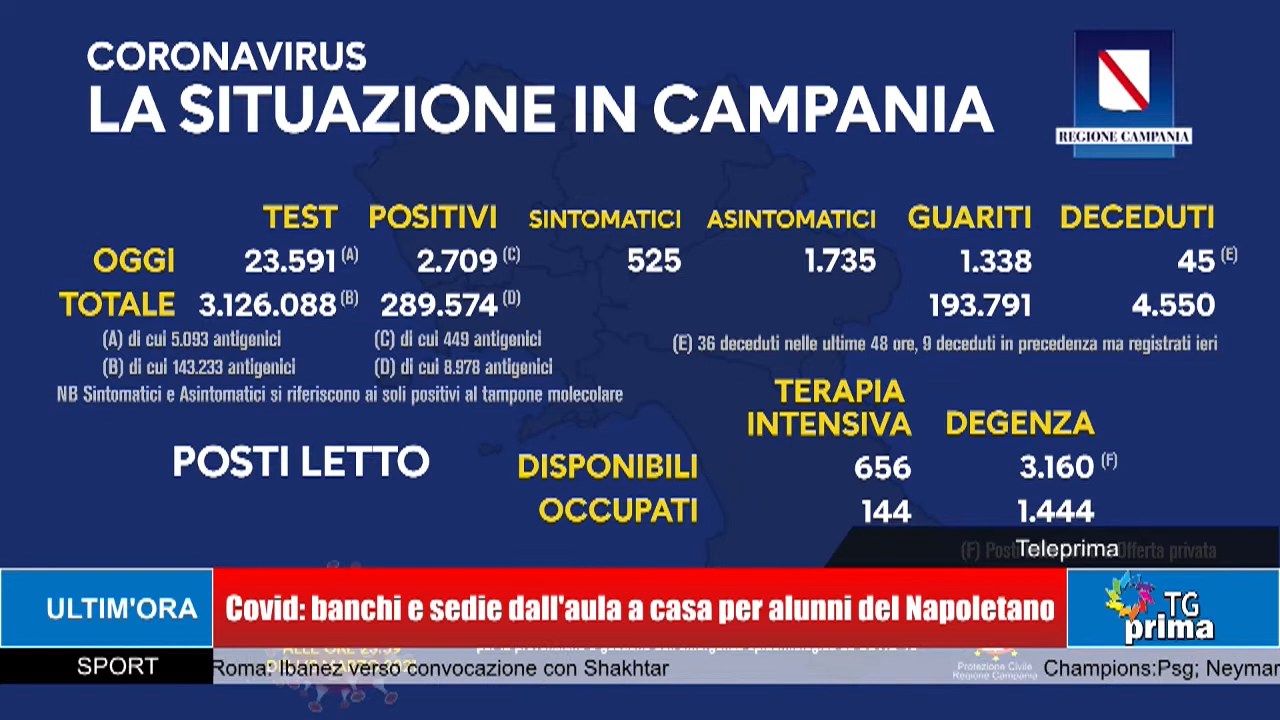 CORONAVIRUS
LA SITUAZIONE IN CAMPANIA
REGIONE CAMPANIA
TEST POSITIVI SINTOMATICI ASINTOMATICI GUARITI DECEDUTI
OGGI 23.591 (A) 2.709 (C) 525 1.735 1.338 45 (E)
TOTALE 3.126.088 (B) 289.574 (D) 193.791 4.550
(A) di cui 5.093 antigenici (C) di cui 449 antigenici (E) 36 deceduti nelle ultime 48 ore, 9 deceduti in precedenza ma registrati ieri
(B) di cui 143.233 antigenici (D) di cui 8.978 antigenici
NB Sintomatici e Asintomatici si riferiscono ai soli positivi al tampone molecolare
TERAPIA
INTENSIVA DEGENZA
POSTI LETTO DISPONIBILI 656 3.160 (F)
OCCUPATI 144 1.444
(F) Offerta privata
Teleprima
ULTIM'ORA Covid: banchi e sedie dall'aula a casa per alunni del Napoletano TG
prima
SPORT Roma: Ibanez verso convocazione con Shakhtar Champions:Psg; Neymar
Protezione Civile
Regione Campania